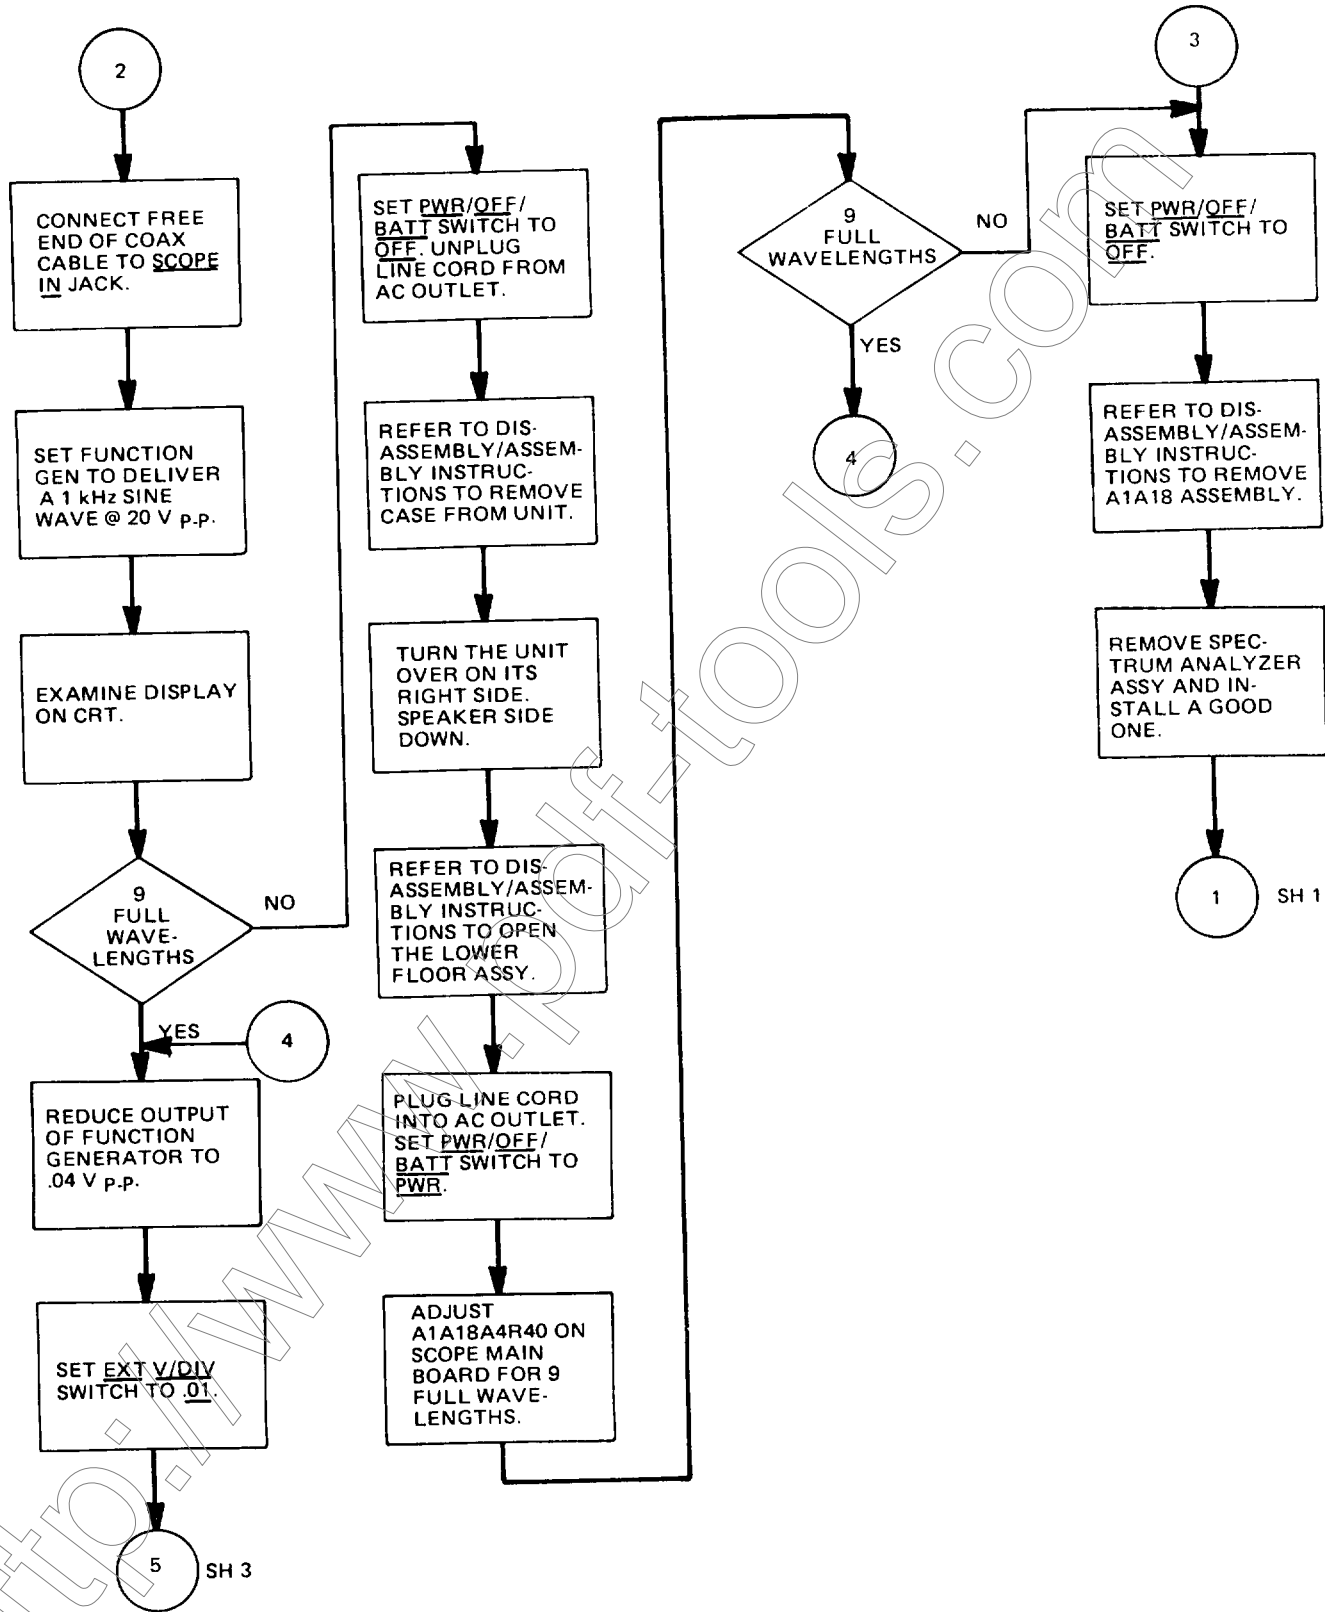 2
CONNECT FREE
END OF COAX
CABLE TO SCOPE
IN JACK.
SET FUNCTION
GEN TO DELIVER
A 1 kHz SINE
WAVE @ 20 V P-P.
EXAMINE DISPLAY
ON CRT.
9
FULL
WAVE-
LENGTHS
NO
YES
4
REDUCE OUTPUT
OF FUNCTION
GENERATOR TO
.04 V P-P.
SET EXT V/DIV
SWITCH TO .01.
5
SH 3
SET PWR/OFF/
BATT SWITCH TO
OFF. UNPLUG
LINE CORD FROM
AC OUTLET.
REFER TO DIS-
ASSEMBLY/ASSEM-
BLY INSTRUC-
TIONS TO REMOVE
CASE FROM UNIT.
TURN THE UNIT
OVER ON ITS
RIGHT SIDE.
SPEAKER SIDE
DOWN.
REFER TO DIS-
ASSEMBLY/ASSEM-
BLY INSTRUC-
TIONS TO OPEN
THE LOWER
FLOOR ASSY.
PLUG LINE CORD
INTO AC OUTLET.
SET PWR/OFF/
BATT SWITCH TO
PWR.
ADJUST
A1A18A4R40 ON
SCOPE MAIN
BOARD FOR 9
FULL WAVE-
LENGTHS.
9
FULL
WAVELENGTHS
NO
YES
4
3
SET PWR/OFF/
BATT SWITCH TO
OFF.
REFER TO DIS-
ASSEMBLY/ASSEM-
BLY INSTRUC-
TIONS TO REMOVE
A1A18 ASSEMBLY.
REMOVE SPEC-
TRUM ANALYZER
ASSY AND IN-
STALL A GOOD
ONE.
1
SH 1
ttp://www.pdf-tools.com